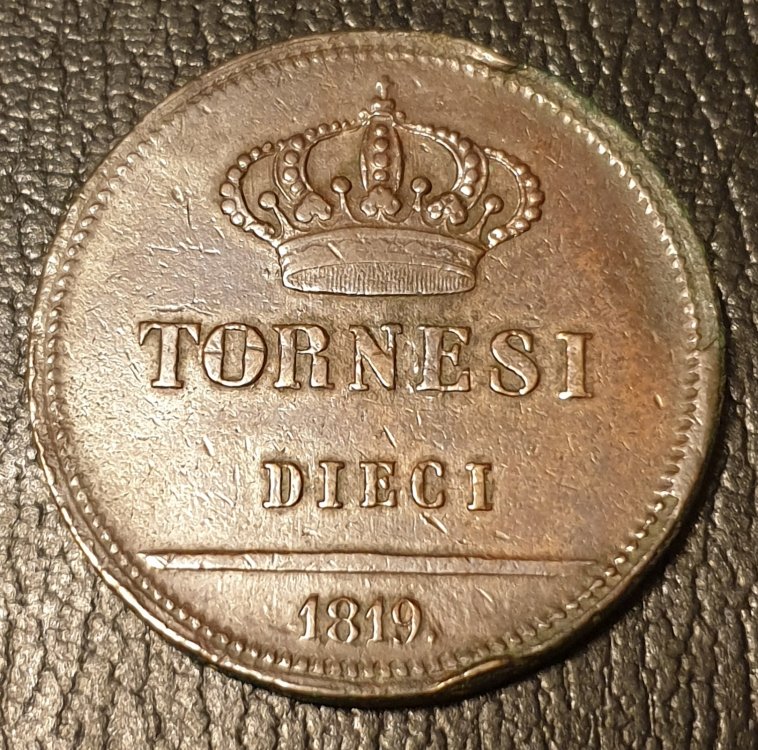 TORNESI
DIECI
1819.